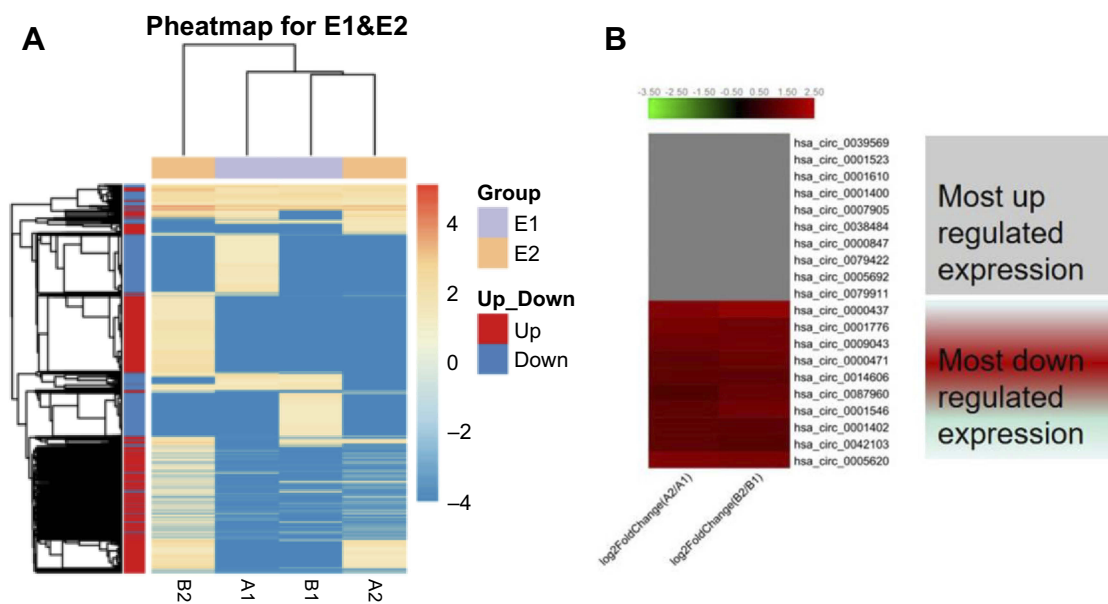 A
Pheatmap for E1&E2
Group
E1
E2
Up_Down
Up
Down
4
2
0
−2
−4
B2
A1
B1
A2
B
-3.50 -2.50 -1.50 -0.50 0.50 1.50 2.50
hsa_circ_0039569
hsa_circ_0001523
hsa_circ_0001610
hsa_circ_0001400
hsa_circ_0007905
hsa_circ_0038484
hsa_circ_0000847
hsa_circ_0079422
hsa_circ_0005692
hsa_circ_0079911
hsa_circ_0000437
hsa_circ_0001776
hsa_circ_0009043
hsa_circ_0000471
hsa_circ_0014606
hsa_circ_0087960
hsa_circ_0001546
hsa_circ_0001402
hsa_circ_0042103
hsa_circ_0005620
log2FoldChange(A2/A1)
log2FoldChange(B2/B1)
Most up
regulated
expression
Most down
regulated
expression